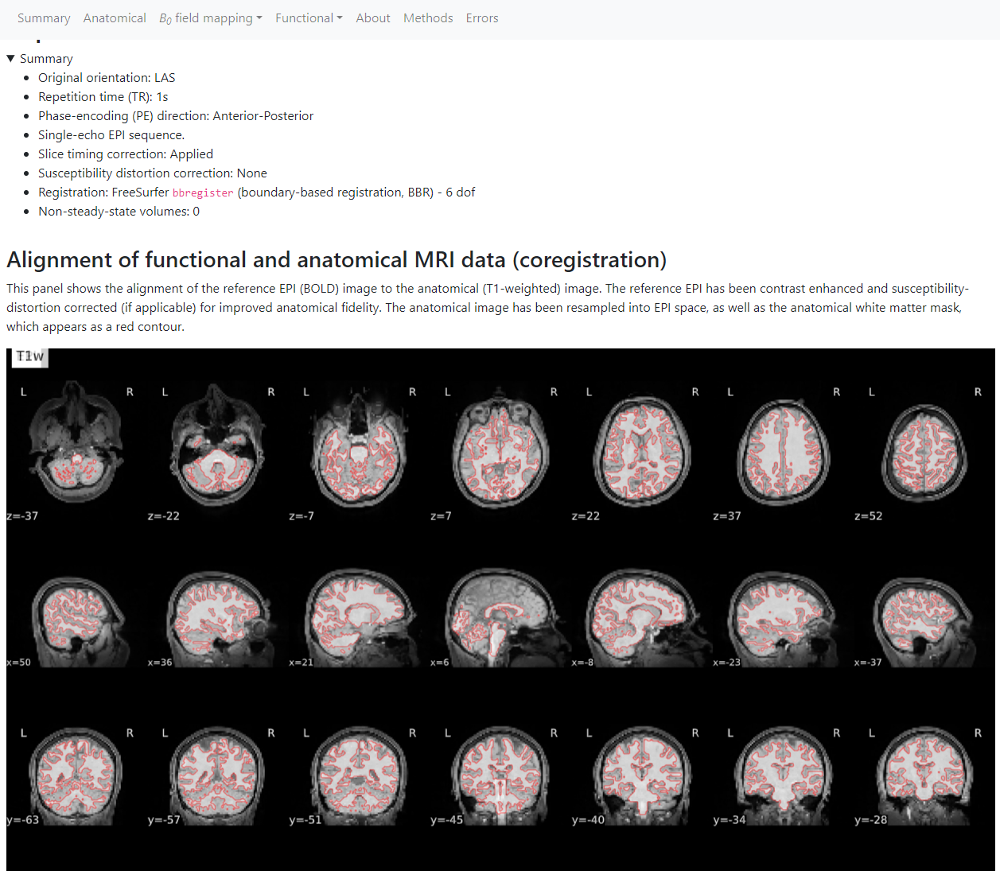 Summary Anatomical B0 field mapping Functional About Methods Errors
Summary
Original orientation: LAS
Repetition time (TR): 1s
Phase-encoding (PE) direction: Anterior-Posterior
Single-echo EPI sequence.
Slice timing correction: Applied
Susceptibility distortion correction: None
Registration: FreeSurfer bbregister (boundary-based registration, BBR) - 6 dof
Non-steady-state volumes: 0
Alignment of functional and anatomical MRI data (coregistration)
This panel shows the alignment of the reference EPI (BOLD) image to the anatomical (T1-weighted) image. The reference EPI has been contrast enhanced and susceptibility-
distortion corrected (if applicable) for improved anatomical fidelity. The anatomical image has been resampled into EPI space, as well as the anatomical white matter mask,
which appears as a red contour.
T1w
L R L R L R L R L R L R L R
z=-37 z=-22 z=-7 z=7 z=22 z=37 z=52
x=50 x=36 x=21 x=6 x=-8 x=-23 x=-37
L R L R L R L R L R L R L R
y=-63 y=-57 y=-51 y=-45 y=-40 y=-34 y=-28